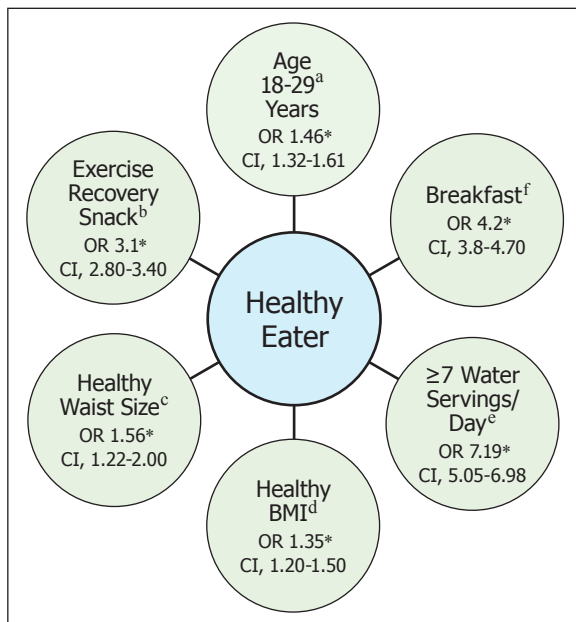 Age
18-29a
Years
OR 1.46*
CI, 1.32-1.61
Exercise
Recovery
Snackb
OR 3.1*
CI, 2.80-3.40
Breakfastf
OR 4.2*
CI, 3.8-4.70
Healthy
Eater
Healthy
Waist Sizec
OR 1.56*
CI, 1.22-2.00
≥7 Water
Servings/
Daye
OR 7.19*
CI, 5.05-6.98
Healthy
BMId
OR 1.35*
CI, 1.20-1.50